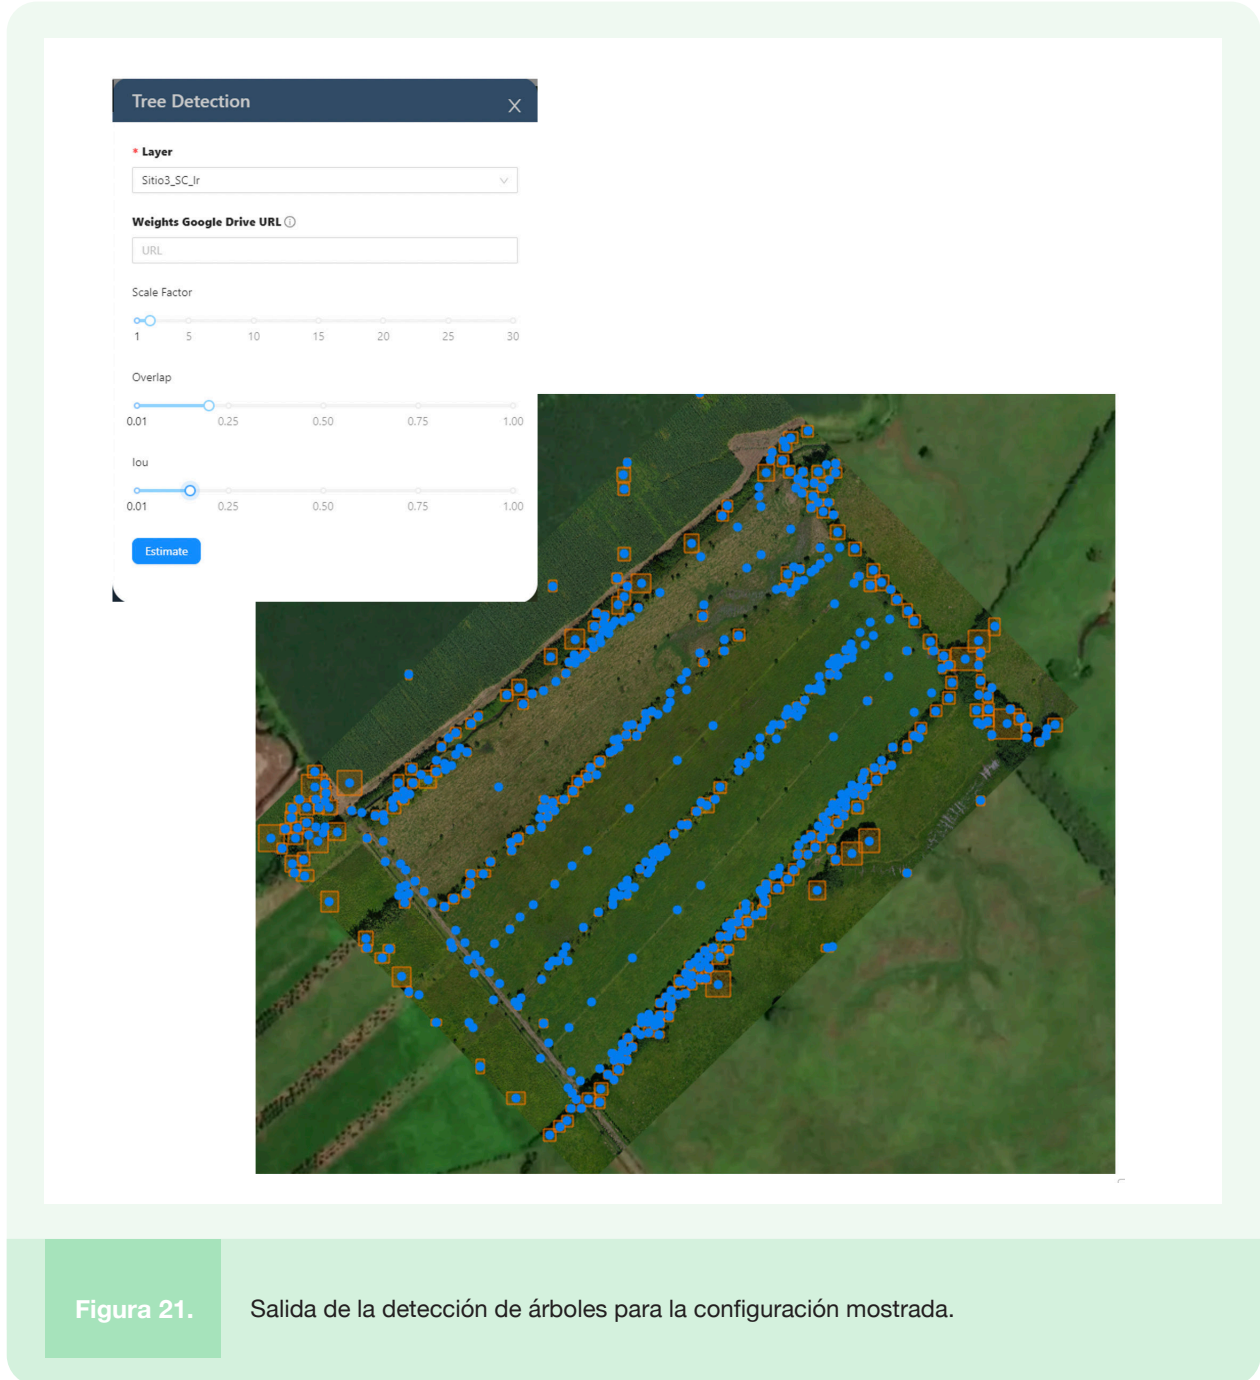 Tree Detection
* Layer
Sitio3_SC_lr
Weights Google Drive URL
URL
Scale Factor
1 5 10 15 20 25 30
Overlap
0.01 0.25 0.50 0.75 1.00
Iou
0.01 0.25 0.50 0.75 1.00
Estimate
Figura 21.
Salida de la detección de árboles para la configuración mostrada.